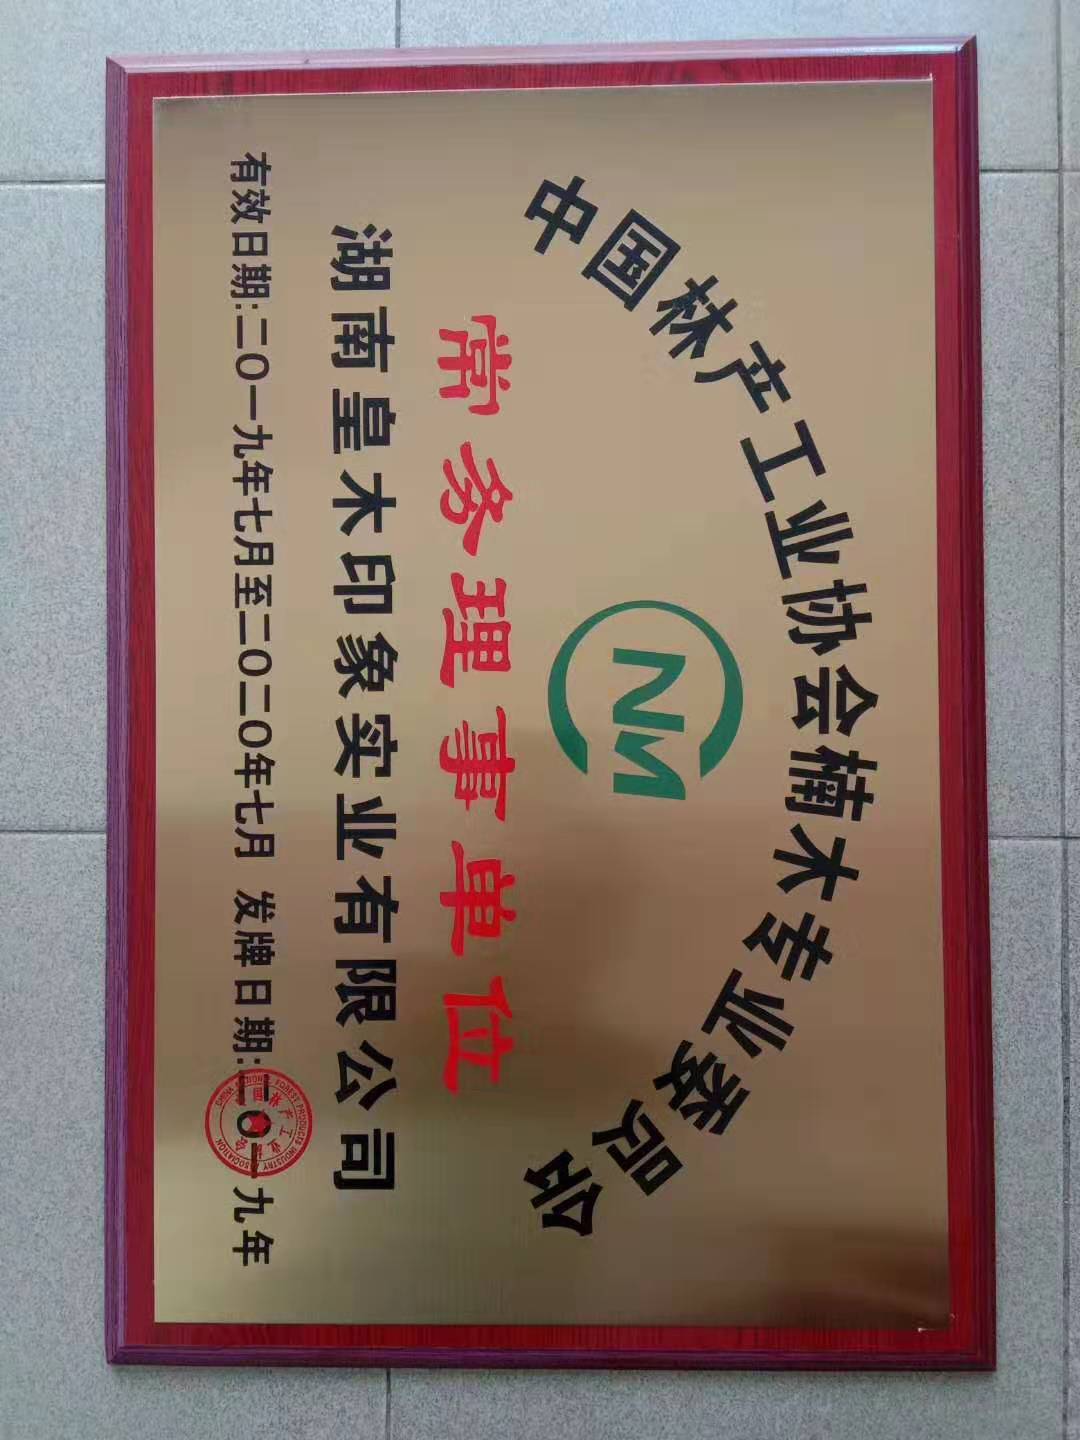 中国林产工业协会楠木专业委员会
NM
常务理事单位
湖南皇木印象实业有限公司
有效日期:二〇一九年七月至二〇二〇年七月 发牌日期:二〇一九年